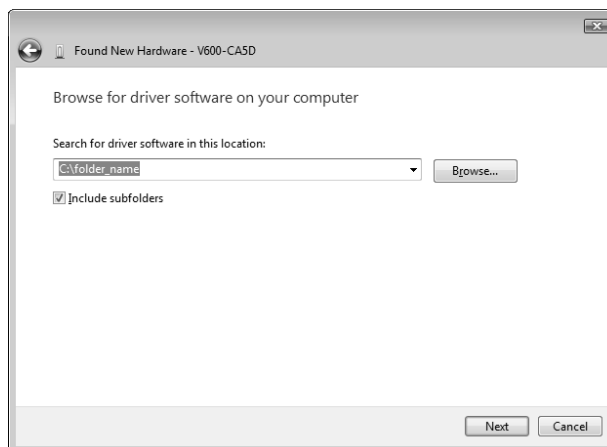 Found New Hardware - V600-CA5D
Browse for driver software on your computer
Search for driver software in this location:
C:\folder_name
Browse...
Include subfolders
Next
Cancel